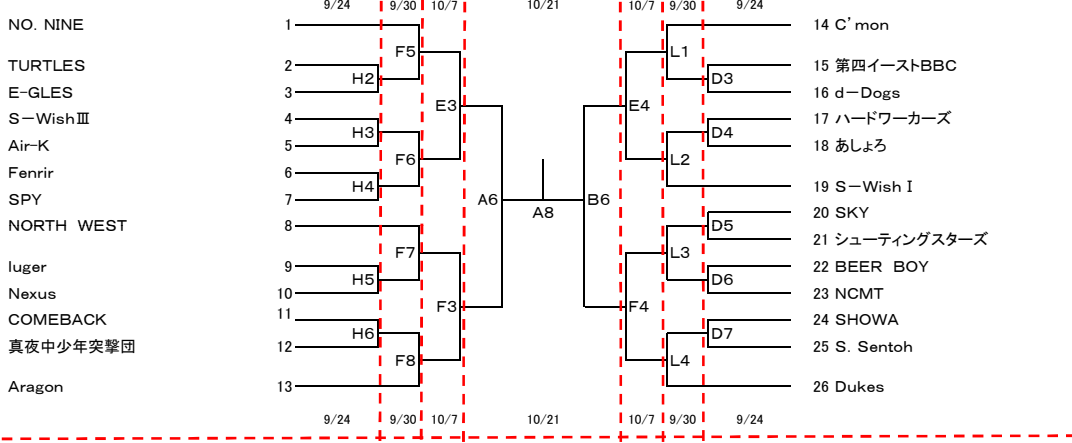 9/24 9/30 10/7 10/21 10/7 9/30 9/24
NO. NINE 1 14 C'mon
F5 L1
TURTLES 2 15 第四イーストBBC
H2 D3
E-GLES 3 16 d－Dogs
E3 E4
S－WishⅢ 4 17 ハードワーカーズ
H3 D4
Air-K 5 18 あしょろ
F6 L2
Fenrir 6
H4 19 S－Wish I
SPY 7
A6 B6
A8
20 SKY
NORTH WEST 8 D5
21 シューティングスターズ
F7 L3
luger 9 22 BEER BOY
H5 D6
Nexus 10 23 NCMT
F3 F4
COMEBACK 11 24 SHOWA
H6 D7
真夜中少年突撃団 12 25 S. Sentoh
F8 L4
Aragon 13 26 Dukes
9/24 9/30 10/7 10/21 10/7 9/30 9/24